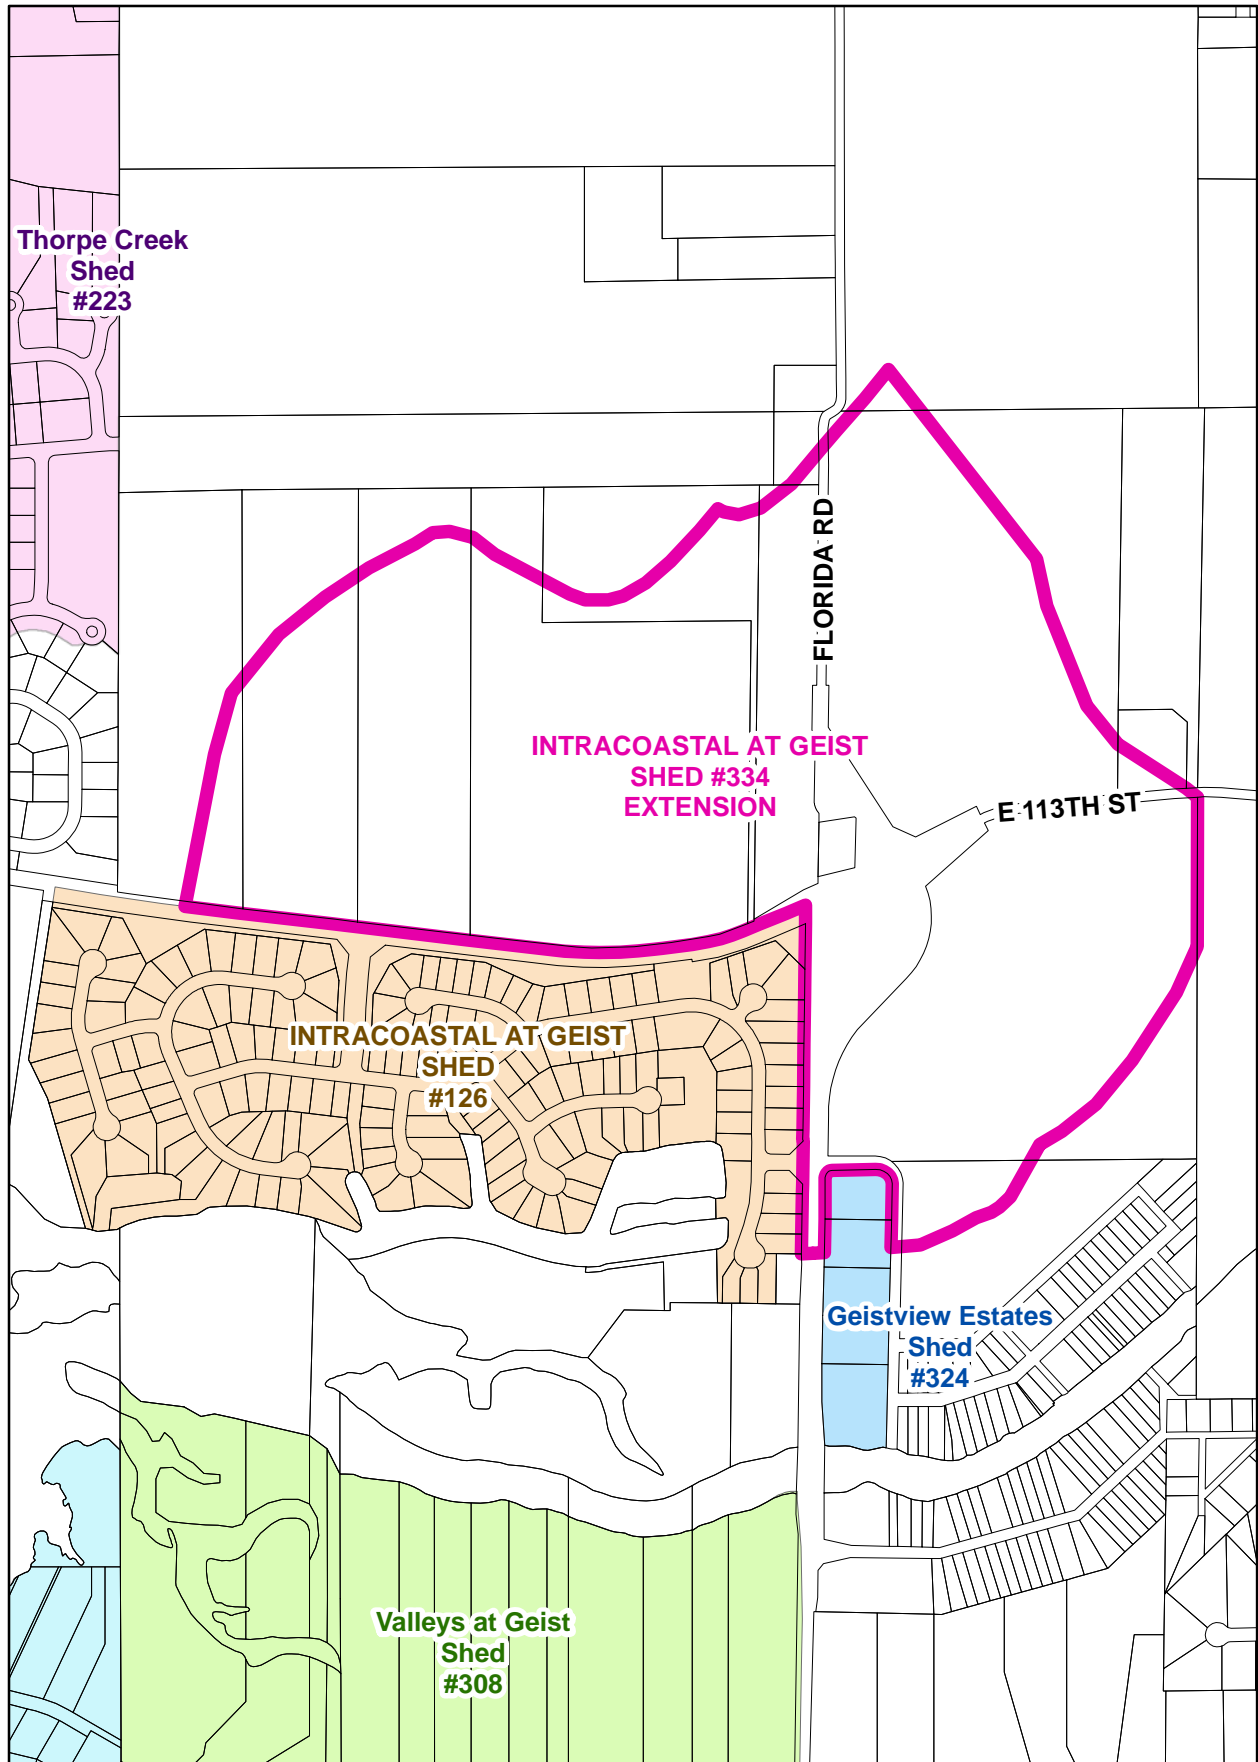 Thorpe Creek
Shed
#223
FLORIDA RD
INTRACOASTAL AT GEIST
SHED #334
EXTENSION
E 113TH ST
INTRACOASTAL AT GEIST
SHED
#126
Geistview Estates
Shed
#324
Valleys at Geist
Shed
#308